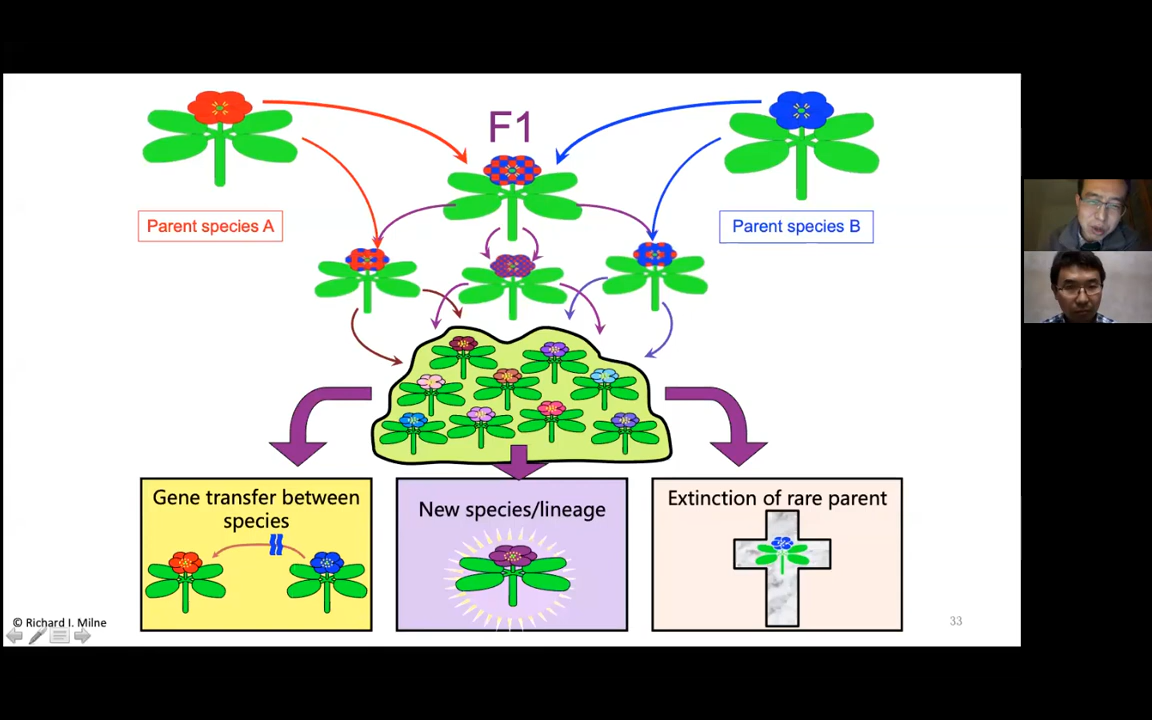 F1
Parent species A
Parent species B
Gene transfer between
species
New species/lineage
Extinction of rare parent
© Richard I. Milne
33